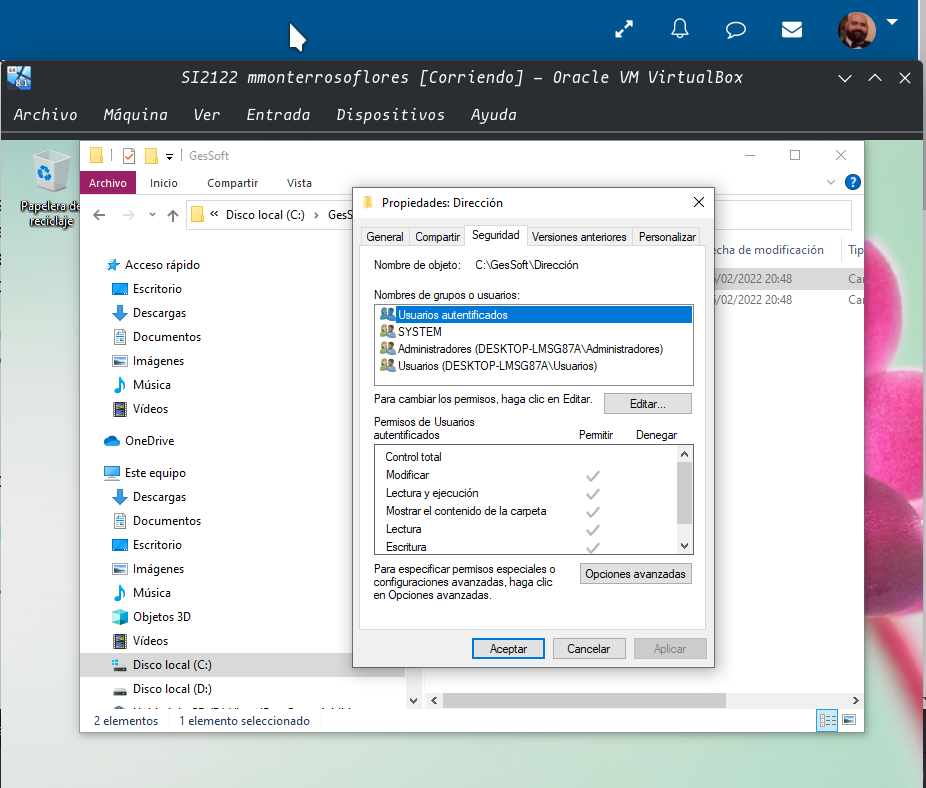 SI2122 mmonterrosoflores [Corriendo] – Oracle VM VirtualBox
Archivo Máquina Ver Entrada Dispositivos Ayuda
Papelera de
reciclaje
GesSoft
Archivo Inicio Compartir Vista
« Disco local (C:) › GesS
Acceso rápido
Escritorio
Descargas
Documentos
Imágenes
Música
Vídeos
OneDrive
Este equipo
Descargas
Documentos
Escritorio
Imágenes
Música
Objetos 3D
Vídeos
Disco local (C:)
Disco local (D:)
2 elementos 1 elemento seleccionado
Propiedades: Dirección
General Compartir Seguridad Versiones anteriores Personalizar
Nombre de objeto: C:\GesSoft\Dirección
Nombres de grupos o usuarios:
Usuarios autentificados
SYSTEM
Administradores (DESKTOP-LMSG87A\Administradores)
Usuarios (DESKTOP-LMSG87A\Usuarios)
Para cambiar los permisos, haga clic en Editar. Editar...
Permisos de Usuarios
autentificados Permitir Denegar
Control total
Modificar
Lectura y ejecución
Mostrar el contenido de la carpeta
Lectura
Escritura
Para especificar permisos especiales o
configuraciones avanzadas, haga clic
en Opciones avanzadas.
Opciones avanzadas
Aceptar Cancelar Aplicar
echa de modificación Tip
/02/2022 20:48 Car
/02/2022 20:48 Car